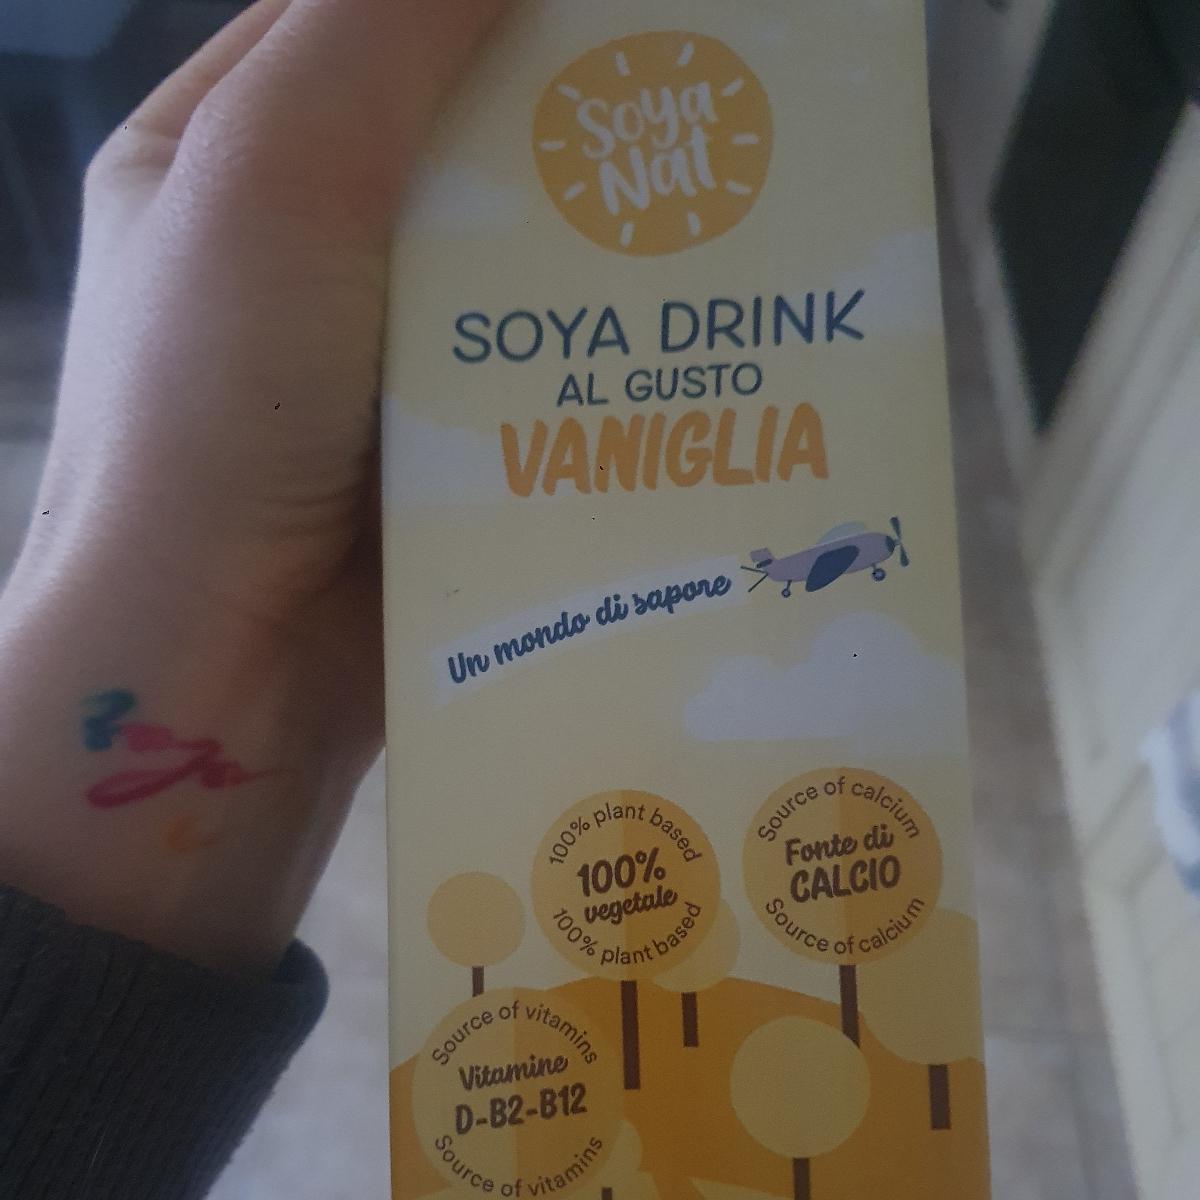 Soya
Nat
SOYA DRINK
AL GUSTO
VANIGLIA
Un mondo di sapore
100% plant based
100%
vegetale
100% plant based
Source of calcium
Fonte di
CALCIO
Source of calcium
Source of vitamins
Vitamine
D-B2-B12
Source of vitamins